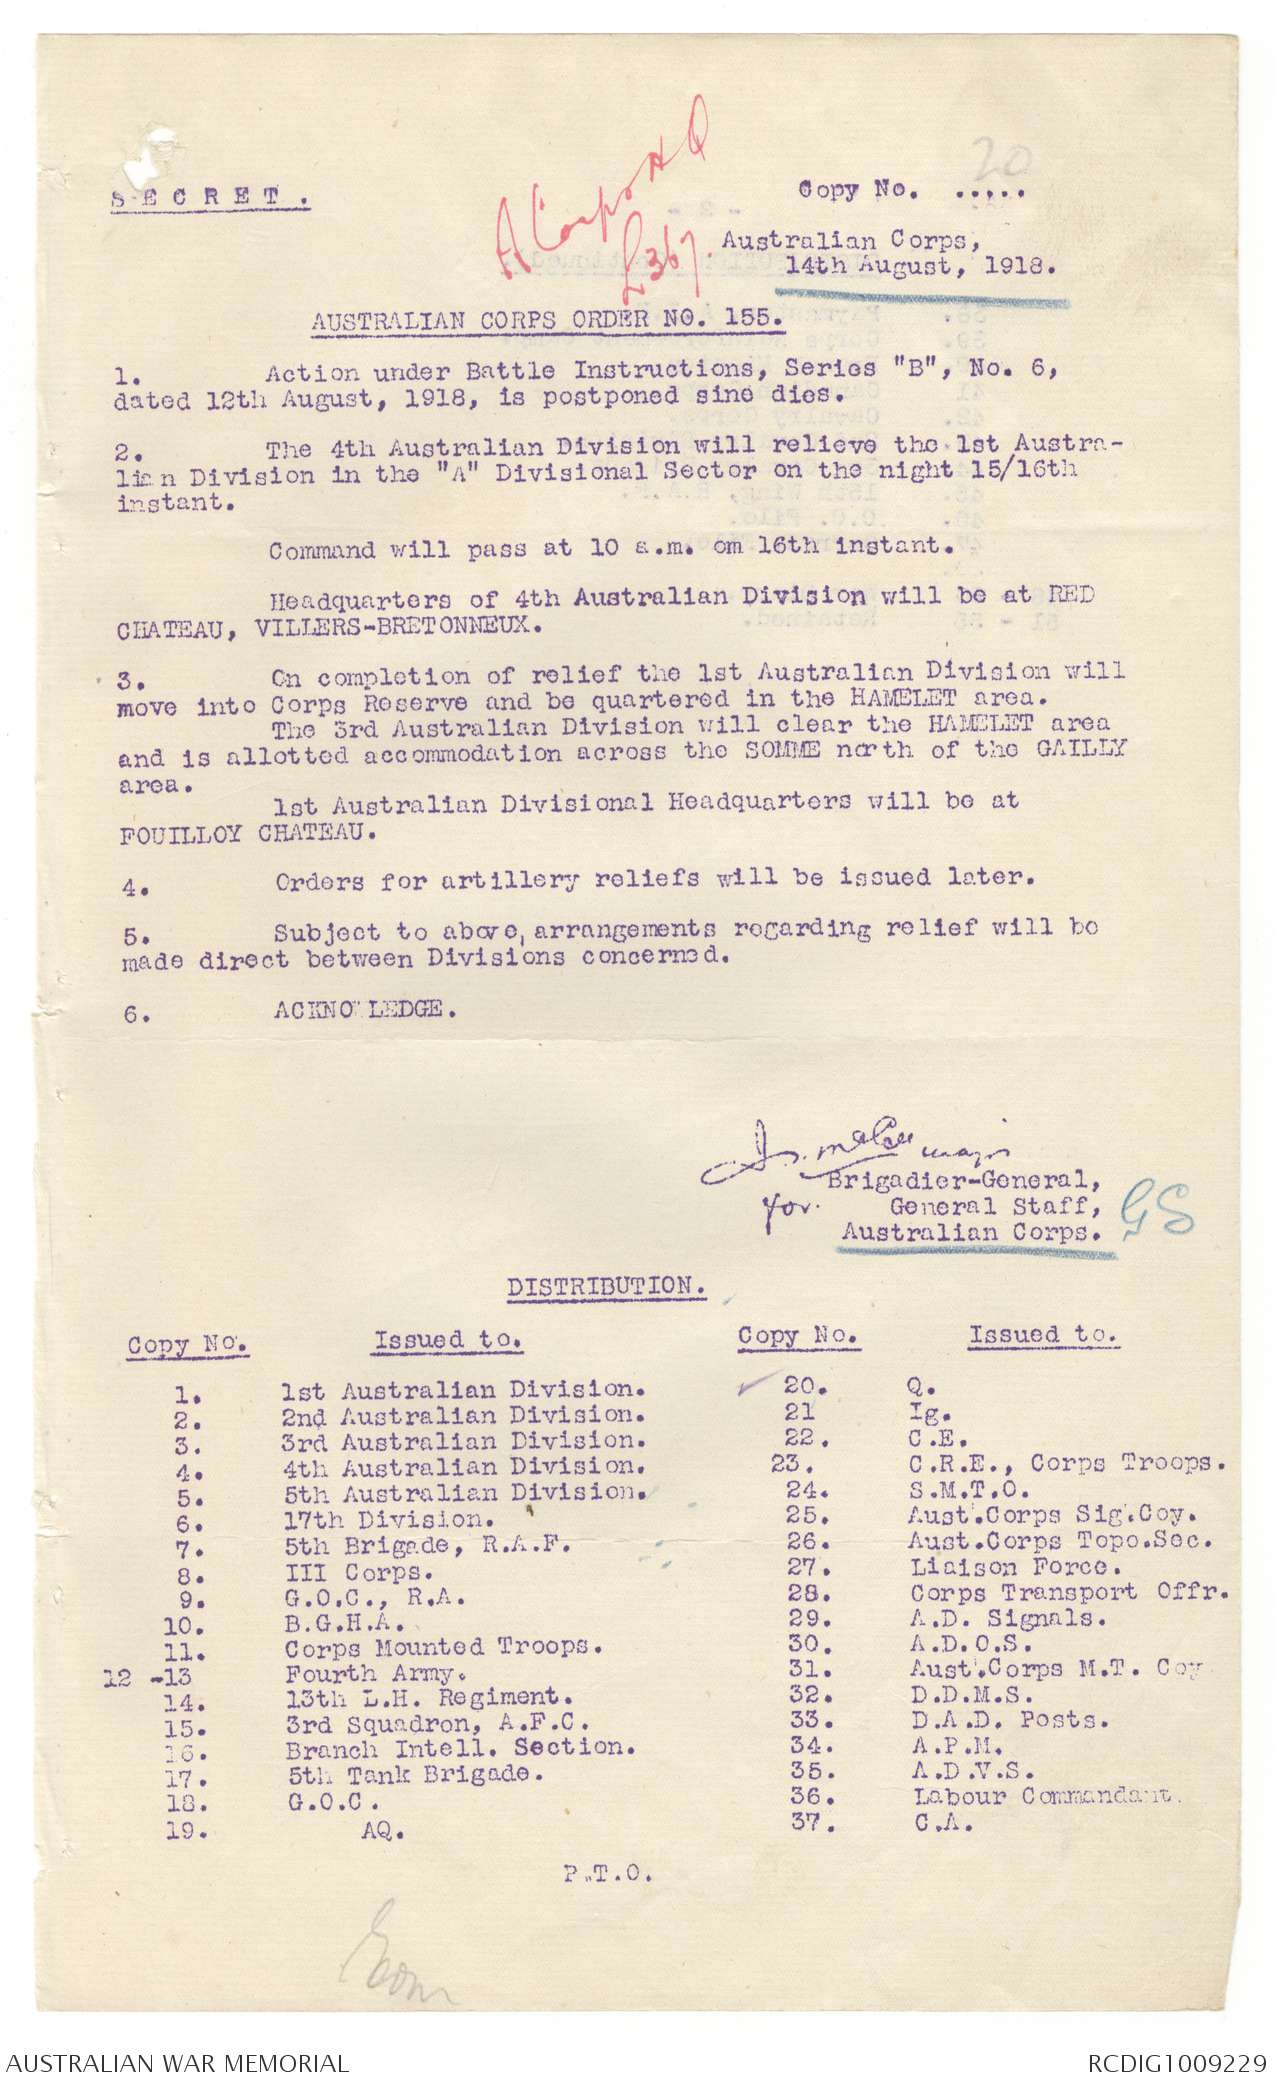 20
A Corps H Q
£367.
SECRET.
Copy No. .....
Australian Corps,
14th August, 1918.
AUSTRALIAN CORPS ORDER NO. 155.
1. Action under Battle Instructions, Series "B", No. 6,
dated 12th August, 1918, is postponed sine dies.
2. The 4th Australian Division will relieve the 1st Austra-
lian Division in the "A" Divisional Sector on the night 15/16th
instant.
Command will pass at 10 a.m. om 16th instant.
Headquarters of 4th Australian Division will be at RED
CHATEAU, VILLERS-BRETONNEUX.
3. On completion of relief the 1st Australian Division will
move into Corps Reserve and be quartered in the HAMELET area.
The 3rd Australian Division will clear the HAMELET area
and is allotted accommodation across the SOMME north of the GAILLY
area.
1st Australian Divisional Headquarters will be at
FOUILLOY CHATEAU.
4. Orders for artillery reliefs will be issued later.
5. Subject to above, arrangements regarding relief will be
made direct between Divisions concerned.
6. ACKNOWLEDGE.
major
Brigadier-General,
for. General Staff,
Australian Corps.
GS
DISTRIBUTION.
Copy No. Issued to. Copy No. Issued to.
1. 1st Australian Division. 20. Q.
2. 2nd Australian Division. 21 Ig.
3. 3rd Australian Division. 22. C.E.
4. 4th Australian Division. 23. C.R.E., Corps Troops.
5. 5th Australian Division. 24. S.M.T.O.
6. 17th Division. 25. Aust.Corps Sig.Coy.
7. 5th Brigade, R.A.F. 26. Aust.Corps Topo.Sec.
8. III Corps. 27. Liaison Force.
9. G.O.C., R.A. 28. Corps Transport Offr.
10. B.G.H.A. 29. A.D. Signals.
11. Corps Mounted Troops. 30. A.D.O.S.
12 -13 Fourth Army. 31. Aust.Corps M.T. Coy
14. 13th L.H. Regiment. 32. D.D.M.S.
15. 3rd Squadron, A.F.C. 33. D.A.D. Posts.
16. Branch Intell. Section. 34. A.P.M.
17. 5th Tank Brigade. 35. A.D.V.S.
18. G.O.C. 36. Labour Commandant.
19. AQ. 37. C.A.
P.T.O.
AUSTRALIAN WAR MEMORIAL
RCDIG1009229